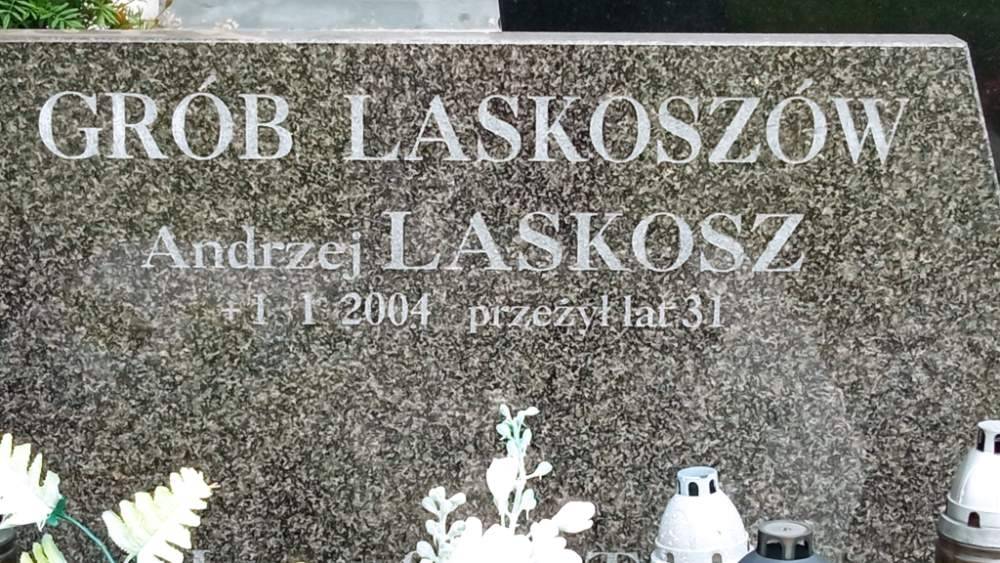 GRÓB LASKOSZÓW
Andrzej LASKOSZ
+1 1 2004 przeżył lat 31